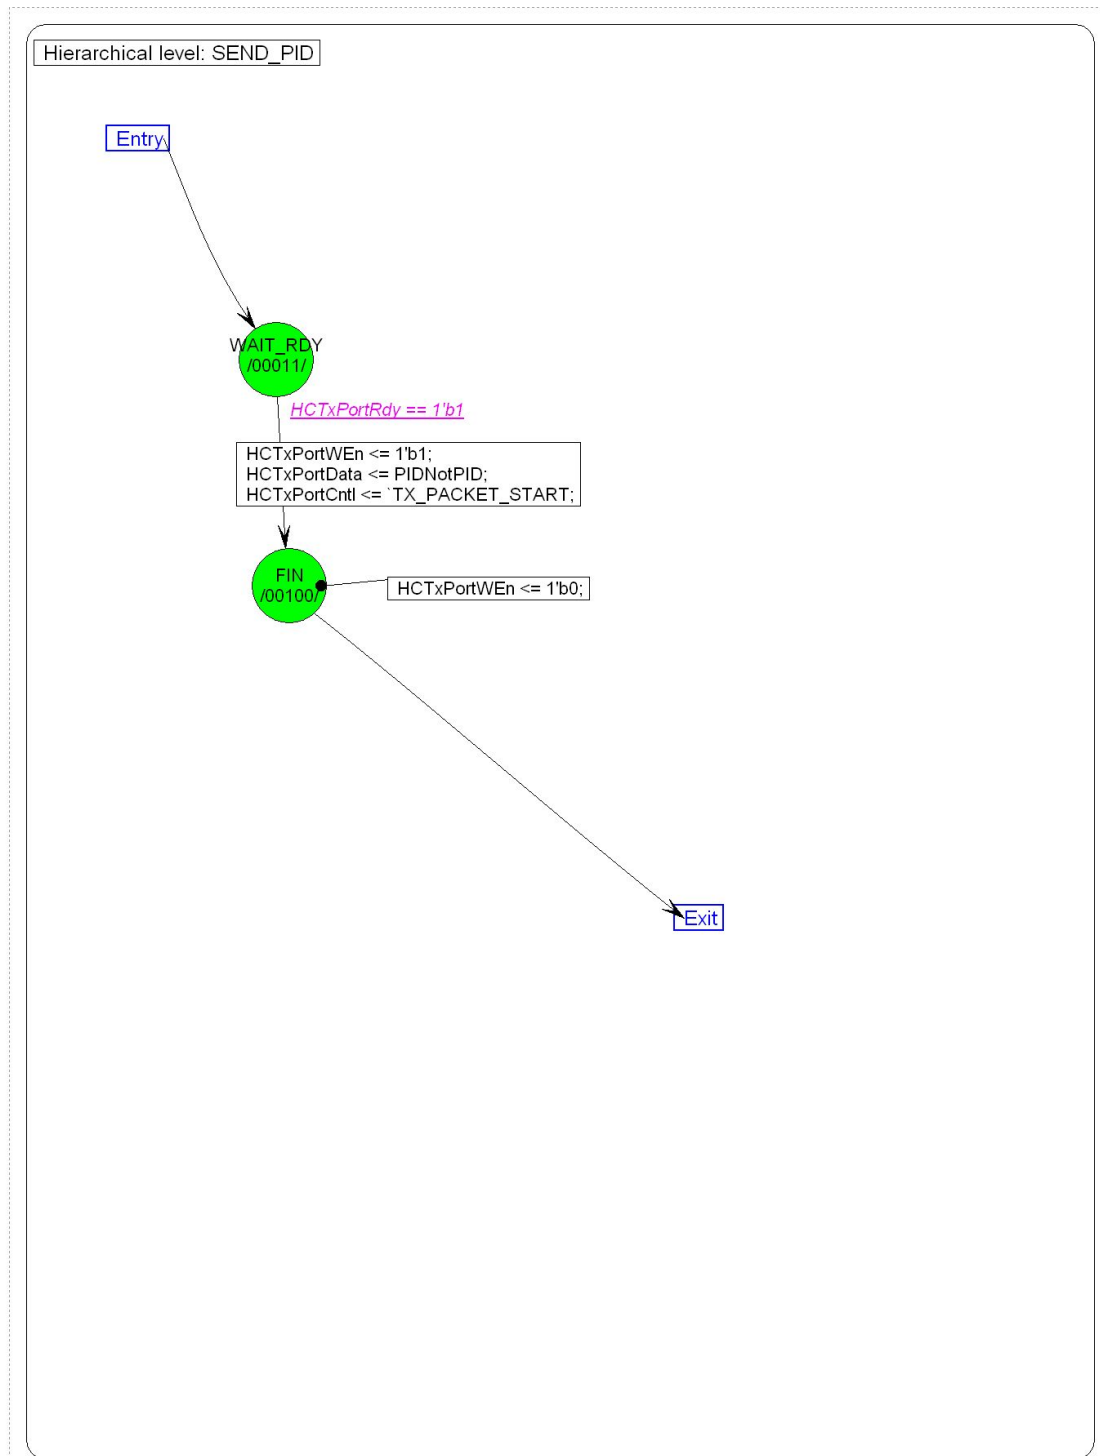 Hierarchical level: SEND_PID
Entry
WAIT_RDY
/00011/
HCTxPortRdy == 1'b1
HCTxPortWEn <= 1'b1;
HCTxPortData <= PIDNotPID;
HCTxPortCntl <= `TX_PACKET_START;
FIN
/00100/
HCTxPortWEn <= 1'b0;
Exit